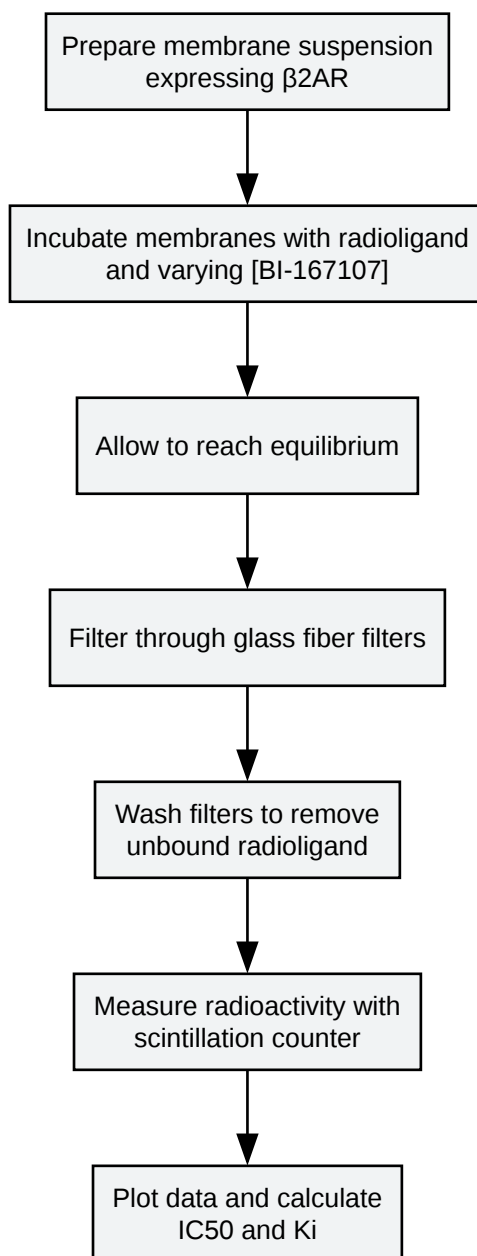 Prepare membrane suspension
expressing β2AR
Incubate membranes with radioligand
and varying [BI-167107]
Allow to reach equilibrium
Filter through glass fiber filters
Wash filters to remove
unbound radioligand
Measure radioactivity with
scintillation counter
Plot data and calculate
IC50 and Ki